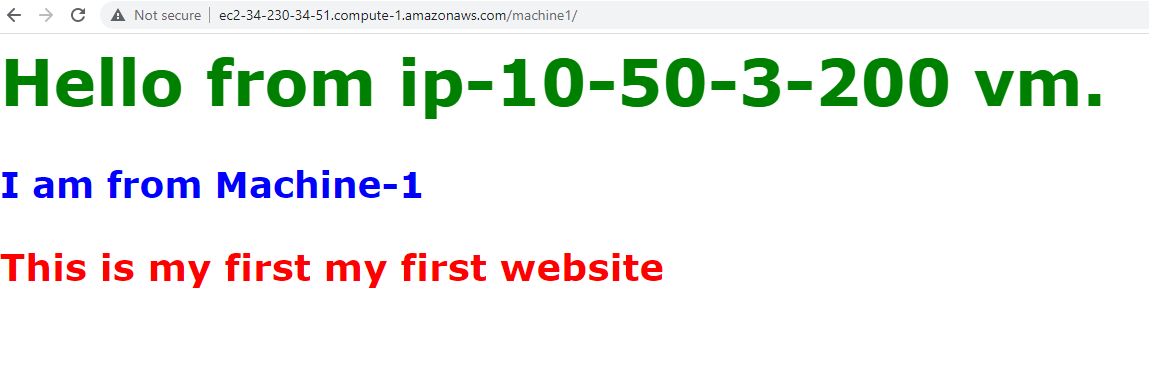 Not secure | ec2-34-230-34-51.compute-1.amazonaws.com/machine1/
Hello from ip-10-50-3-200 vm.
I am from Machine-1
This is my first my first website